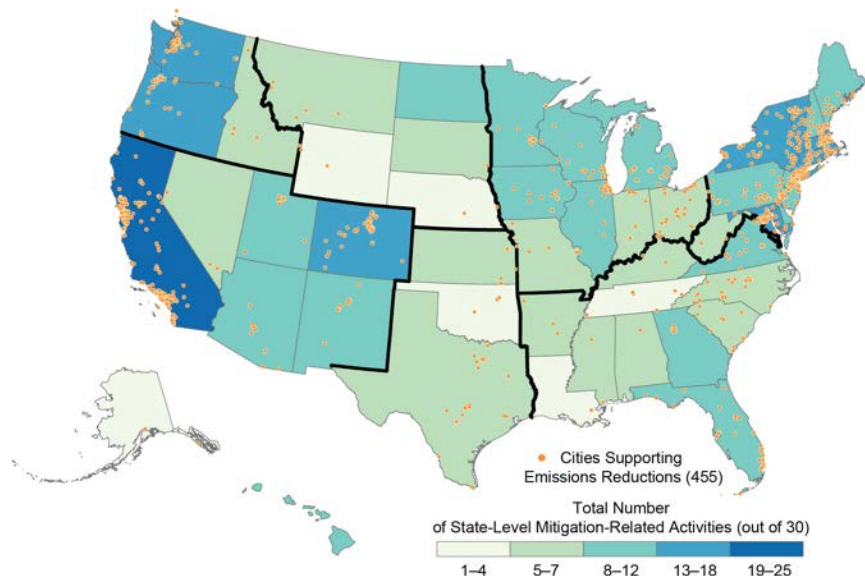 Cities Supporting
Emissions Reductions (455)
Total Number
of State-Level Mitigation-Related Activities (out of 30)
1–4 5–7 8–12 13–18 19–25